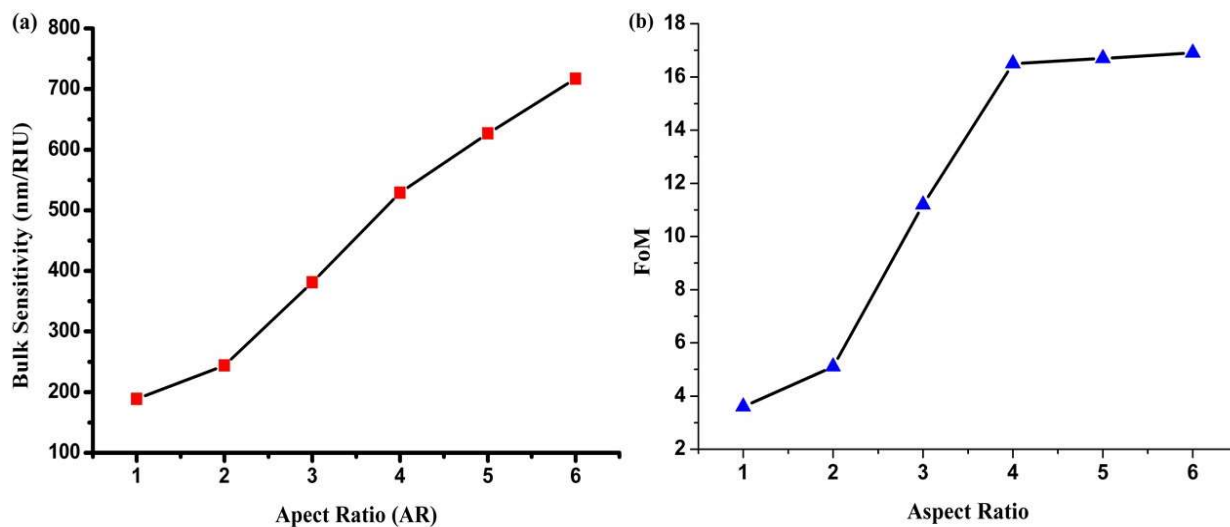 (a)
800
700
600
500
400
300
200
100
Bulk Sensitivity (nm/RIU)
1 2 3 4 5 6
Apect Ratio (AR)
(b)
18
16
14
12
10
8
6
4
2
FoM
1 2 3 4 5 6
Aspect Ratio